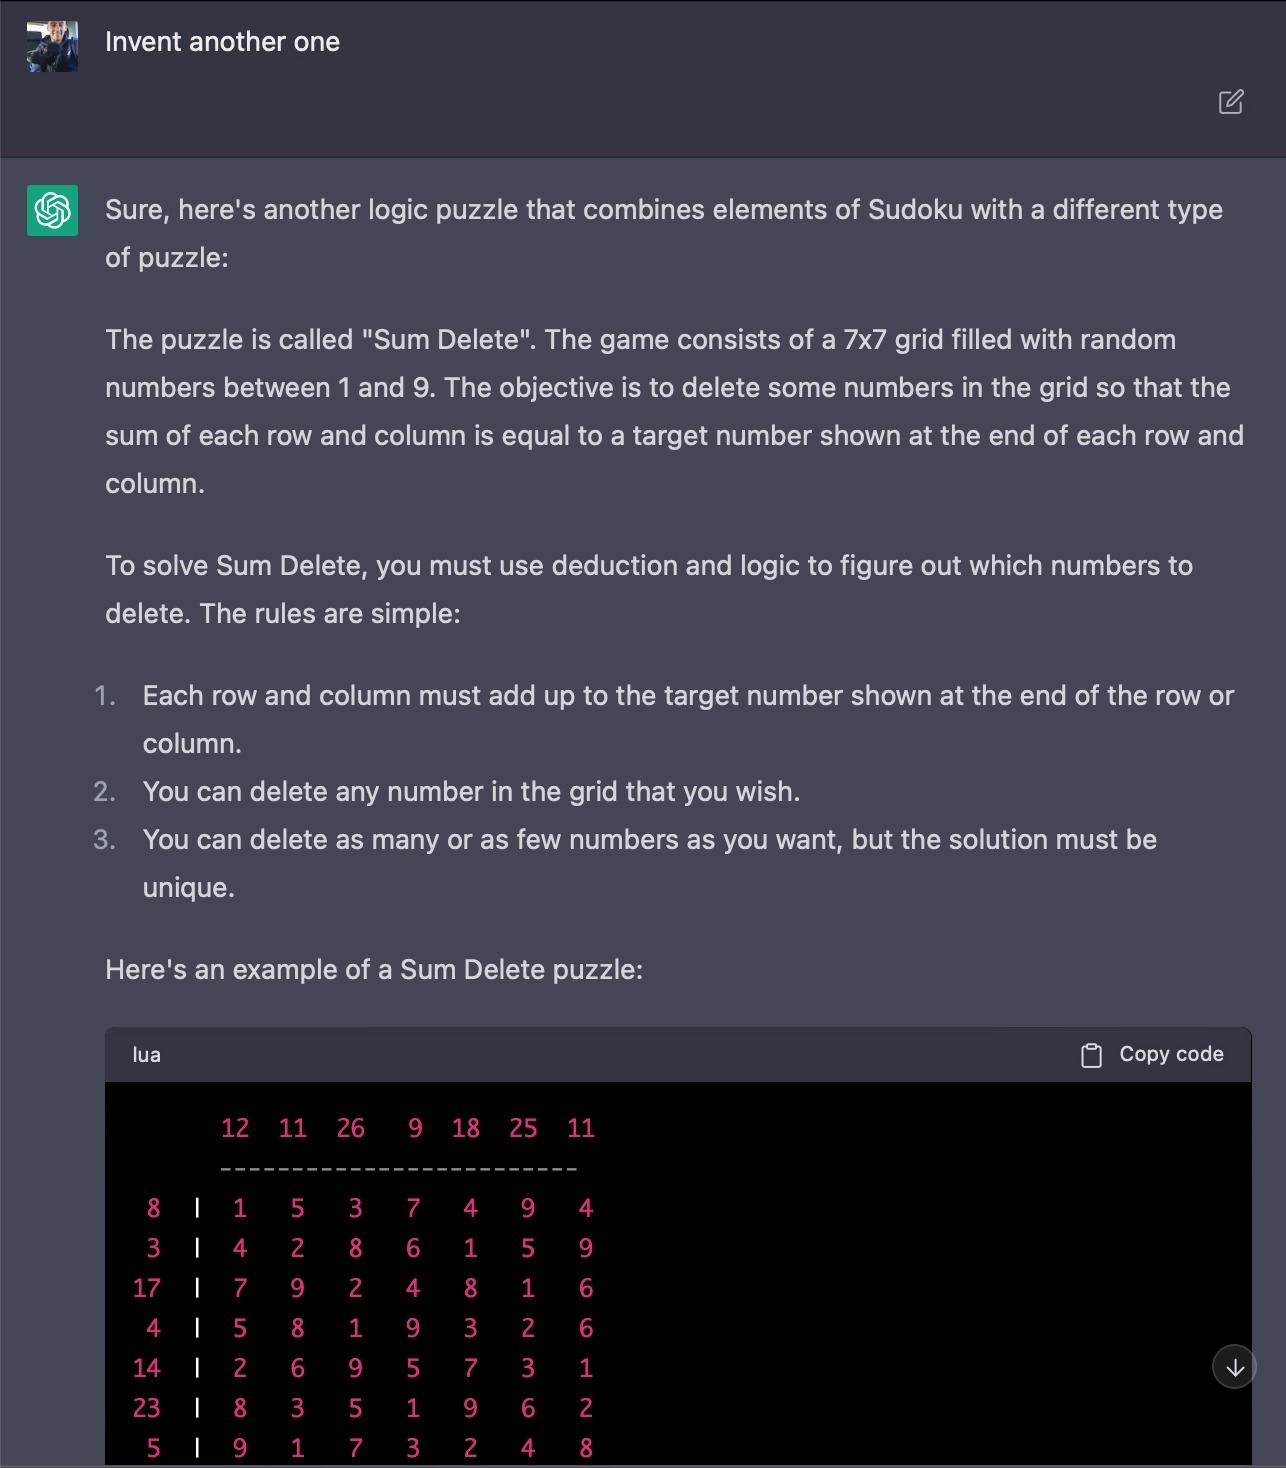 Invent another one
Sure, here's another logic puzzle that combines elements of Sudoku with a different type
of puzzle:
The puzzle is called "Sum Delete". The game consists of a 7x7 grid filled with random
numbers between 1 and 9. The objective is to delete some numbers in the grid so that the
sum of each row and column is equal to a target number shown at the end of each row and
column.
To solve Sum Delete, you must use deduction and logic to figure out which numbers to
delete. The rules are simple:
1. Each row and column must add up to the target number shown at the end of the row or
column.
2. You can delete any number in the grid that you wish.
3. You can delete as many or as few numbers as you want, but the solution must be
unique.
Here's an example of a Sum Delete puzzle:
lua Copy code
12 11 26 9 18 25 11
-------------------------
8 | 1 5 3 7 4 9 4
3 | 4 2 8 6 1 5 9
17 | 7 9 2 4 8 1 6
4 | 5 8 1 9 3 2 6
14 | 2 6 9 5 7 3 1
23 | 8 3 5 1 9 6 2
5 | 9 1 7 3 2 4 8